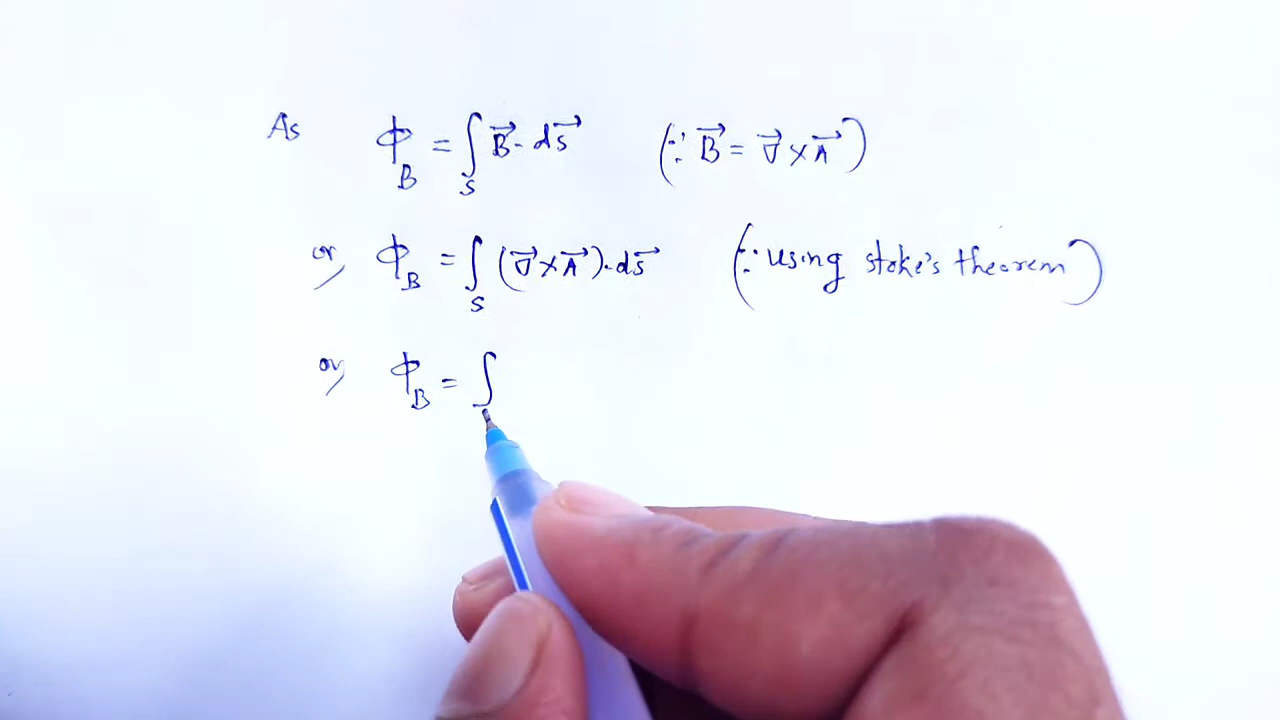 As ϕ_B = ∫_S B⃗ · dS⃗ (∵ B⃗ = ∇⃗ × A⃗)
or, ϕ_B = ∫_S (∇⃗ × A⃗) · dS⃗ (∵ using stoke's theorem)
or, ϕ_B = ∫